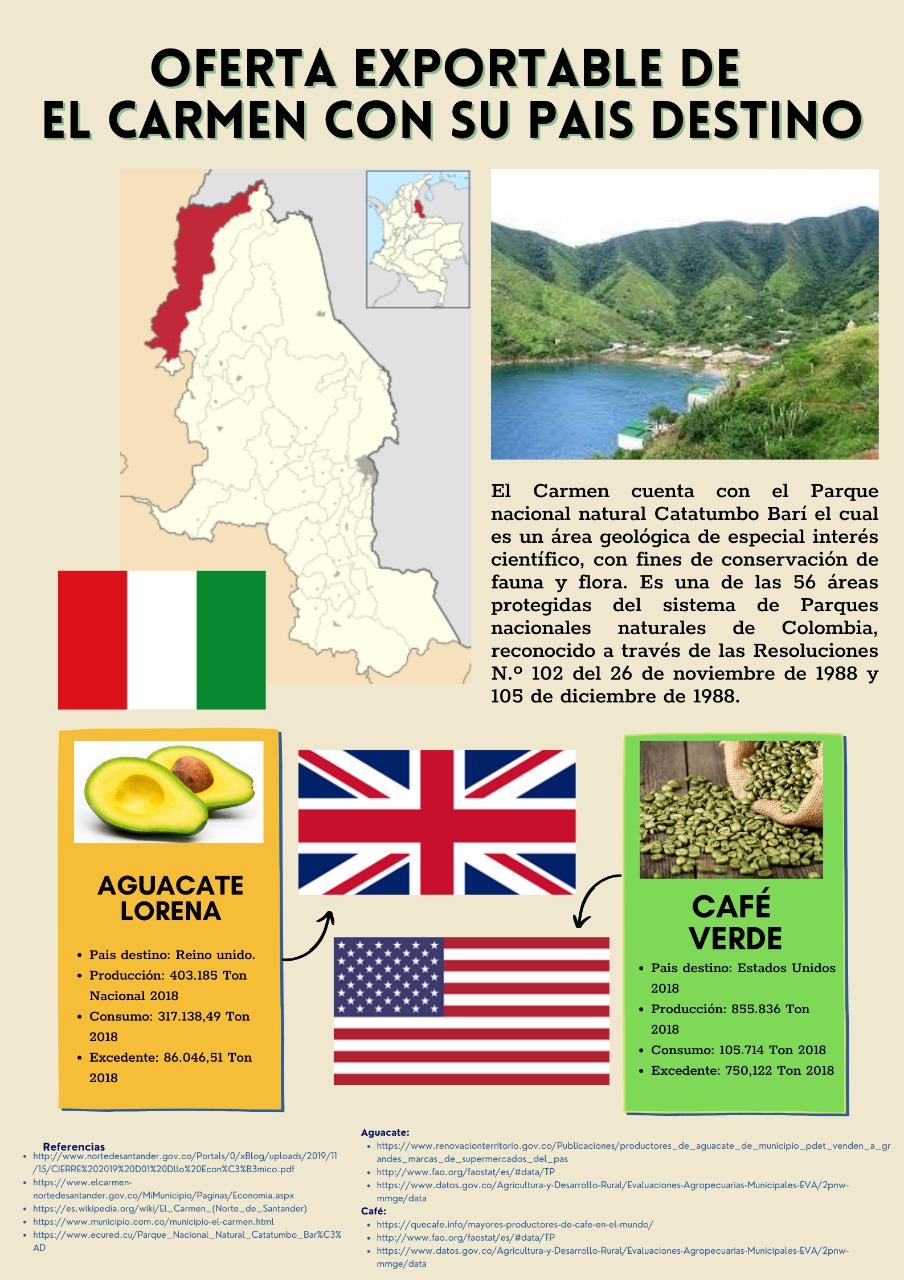 OFERTA EXPORTABLE DE
EL CARMEN CON SU PAIS DESTINO
El Carmen cuenta con el Parque
nacional natural Catatumbo Barí el cual
es un área geológica de especial interés
científico, con fines de conservación de
fauna y flora. Es una de las 56 áreas
protegidas del sistema de Parques
nacionales naturales de Colombia,
reconocido a través de las Resoluciones
N.º 102 del 26 de noviembre de 1988 y
105 de diciembre de 1988.
AGUACATE
LORENA
• Pais destino: Reino unido.
• Producción: 403.185 Ton
Nacional 2018
• Consumo: 317.138,49 Ton
2018
• Excedente: 86.046,51 Ton
2018
CAFÉ
VERDE
• Pais destino: Estados Unidos
2018
• Producción: 855.836 Ton
2018
• Consumo: 105.714 Ton 2018
• Excedente: 750,122 Ton 2018
Referencias
• http://www.nortedesantander.gov.co/Portals/0/xBlog/uploads/2019/11
/15/CIERRE%202019%20D01%20Dllo%20Econ%C3%B3mico.pdf
• https://www.elcarmen-
nortedesantander.gov.co/MiMunicipio/Paginas/Economia.aspx
• https://es.wikipedia.org/wiki/El_Carmen_(Norte_de_Santander)
• https://www.municipio.com.co/municipio-el-carmen.html
• https://www.ecured.cu/Parque_Nacional_Natural_Catatumbo_Bar%C3%
AD
Aguacate:
• https://www.renovacionterritorio.gov.co/Publicaciones/productores_de_aguacate_de_municipio_pdet_venden_a_gr
andes_marcas_de_supermercados_del_pas
• http://www.fao.org/faostat/es/#data/TP
• https://www.datos.gov.co/Agricultura-y-Desarrollo-Rural/Evaluaciones-Agropecuarias-Municipales-EVA/2pnw-
mmge/data
Café:
• https://quecafe.info/mayores-productores-de-cafe-en-el-mundo/
• http://www.fao.org/faostat/es/#data/TP
• https://www.datos.gov.co/Agricultura-y-Desarrollo-Rural/Evaluaciones-Agropecuarias-Municipales-EVA/2pnw-
mmge/data